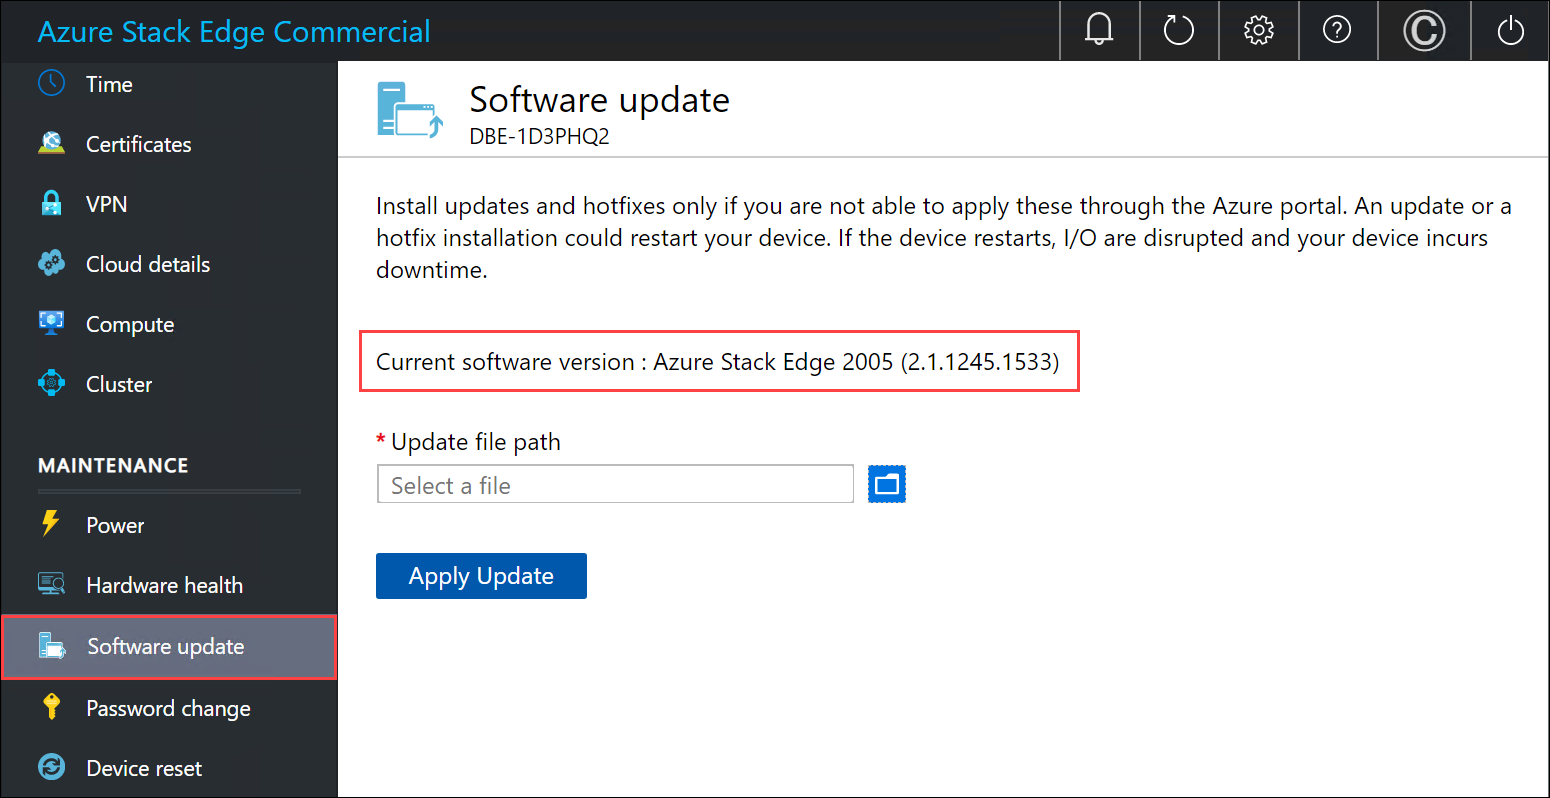 Azure Stack Edge Commercial
Time
Certificates
VPN
Cloud details
Compute
Cluster
MAINTENANCE
Power
Hardware health
Software update
Password change
Device reset
Software update
DBE-1D3PHQ2
Install updates and hotfixes only if you are not able to apply these through the Azure portal. An update or a
hotfix installation could restart your device. If the device restarts, I/O are disrupted and your device incurs
downtime.
Current software version : Azure Stack Edge 2005 (2.1.1245.1533)
* Update file path
Select a file
Apply Update